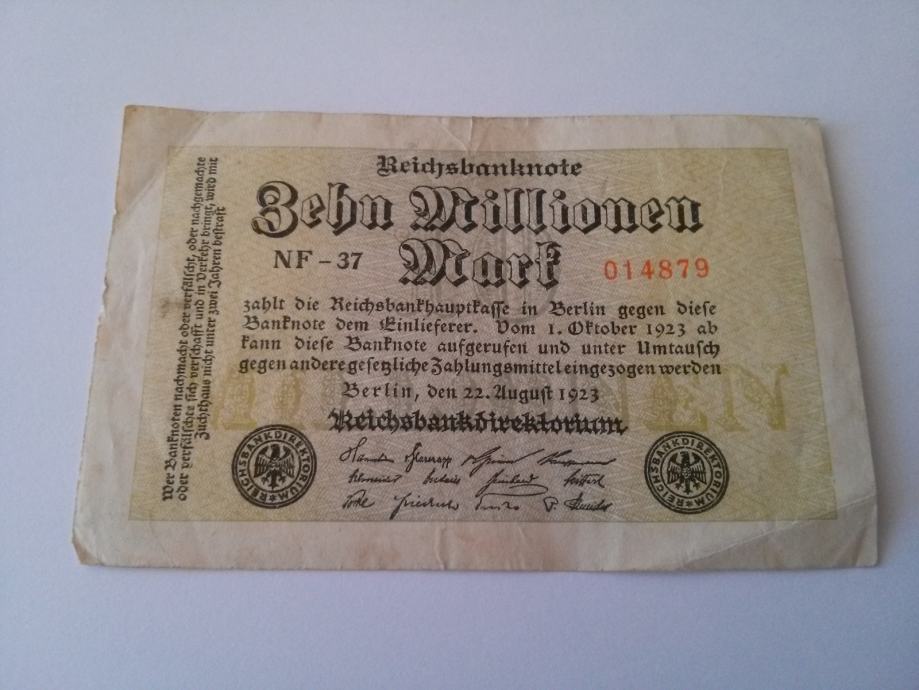 Reichsbanknote
Zehn Millionen
Mark
NF-37
014879
zahlt die Reichsbankhauptkasse in Berlin gegen diese
Banknote dem Einlieferer. Vom 1. Oktober 1923 ab
kann diese Banknote aufgerufen und unter Umtausch
gegen andere gesetzliche Zahlungsmittel eingezogen werden
Berlin, den 22. August 1923
Reichsbankdirektorium
Wer Banknoten nachmacht oder verfälscht, oder nachgemachte
oder verfälschte sich verschafft und in Verkehr bringt, wird mit
Zuchthaus nicht unter zwei Jahren bestraft
REICHSBANKDIREKTORIUM
REICHSBANKDIREKTORIUM